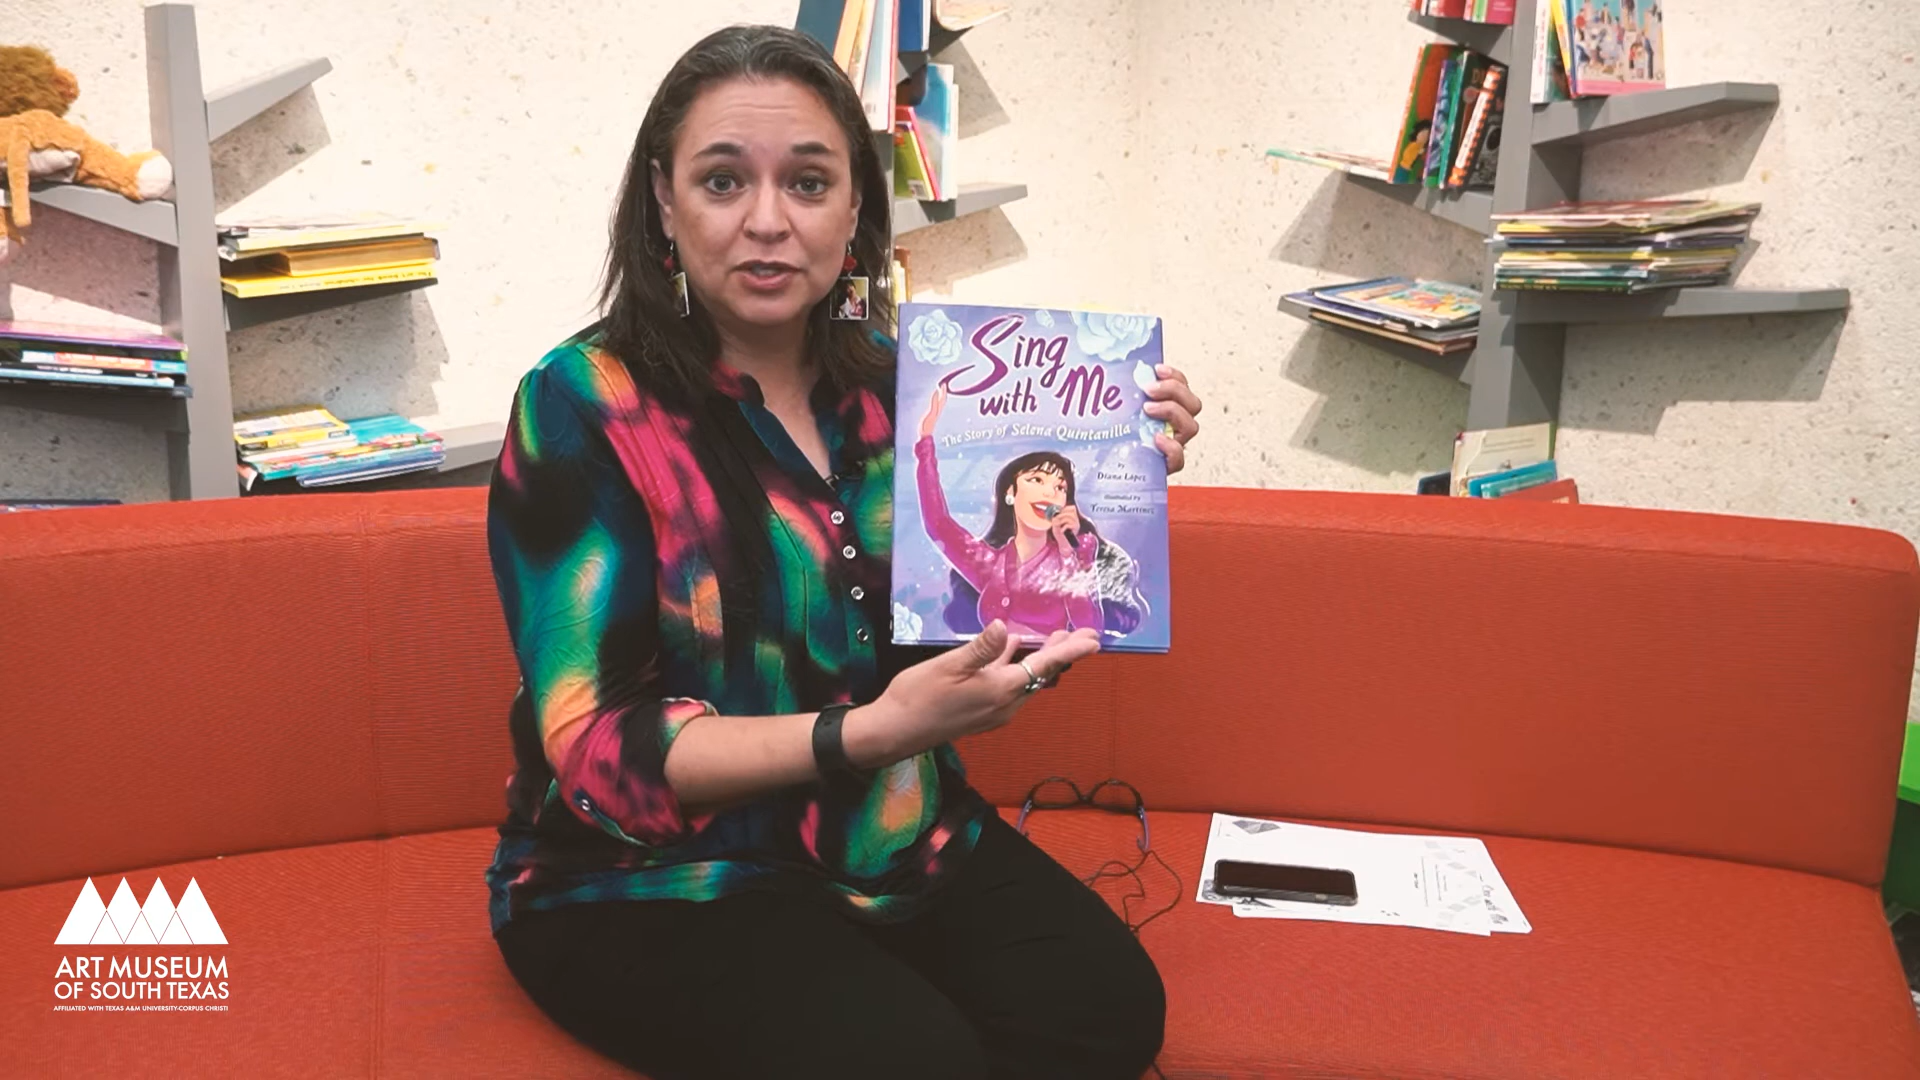 Sing
with Me
The Story of Selena Quintanilla
by
Diana López
illustrated by
Teresa Martínez
ART MUSEUM
OF SOUTH TEXAS
AFFILIATED WITH TEXAS A&M UNIVERSITY-CORPUS CHRISTI